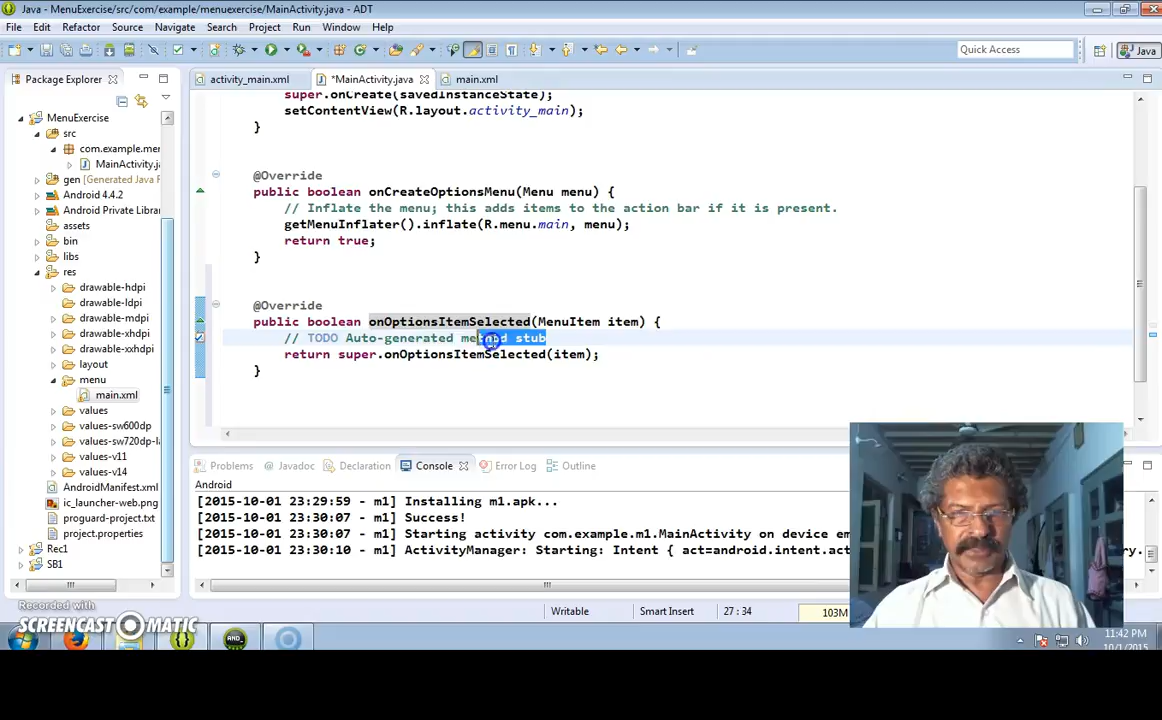 Java - MenuExercise/src/com/example/menuexercise/MainActivity.java - ADT
File Edit Refactor Source Navigate Search Project Run Window Help
Quick Access
Java
Package Explorer
activity_main.xml
*MainActivity.java
main.xml
MenuExercise
src
com.example.mer
MainActivity.ja
gen [Generated Java F
Android 4.4.2
Android Private Librar
assets
bin
libs
res
drawable-hdpi
drawable-ldpi
drawable-mdpi
drawable-xhdpi
drawable-xxhdpi
layout
menu
main.xml
values
values-sw600dp
values-sw720dp-la
values-v11
values-v14
AndroidManifest.xml
ic_launcher-web.png
proguard-project.txt
project.properties
Rec1
SB1
super.onCreate(savedInstanceState);
setContentView(R.layout.activity_main);
}
@Override
public boolean onCreateOptionsMenu(Menu menu) {
// Inflate the menu; this adds items to the action bar if it is present.
getMenuInflater().inflate(R.menu.main, menu);
return true;
}
@Override
public boolean onOptionsItemSelected(MenuItem item) {
// TODO Auto-generated method stub
return super.onOptionsItemSelected(item);
}
Problems Javadoc Declaration Console Error Log Outline
Android
[2015-10-01 23:29:59 - m1] Installing m1.apk...
[2015-10-01 23:30:07 - m1] Success!
[2015-10-01 23:30:07 - m1] Starting activity com.example.m1.MainActivity on device em
[2015-10-01 23:30:10 - m1] ActivityManager: Starting: Intent { act=android.intent.act
ry.
Writable Smart Insert 27 : 34 103M
Recorded with
SCREENCAST MATIC
11:42 PM
10/1/2015